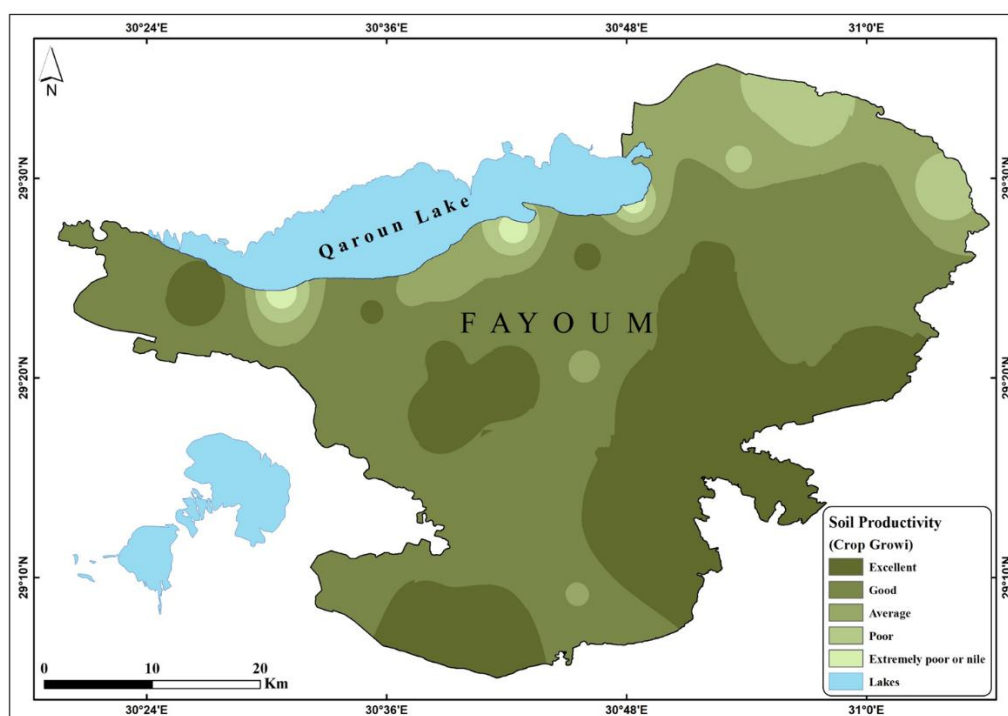 30°24'E 30°36'E 30°48'E 31°0'E
N
29°30'N 29°30'N
Qaroun Lake
FAYOUM
29°20'N 29°20'N
29°10'N 29°10'N
Soil Productivity
(Crop Growi)
Excellent
Good
Average
Poor
Extremely poor or nile
Lakes
0 10 20
Km
30°24'E 30°36'E 30°48'E 31°0'E